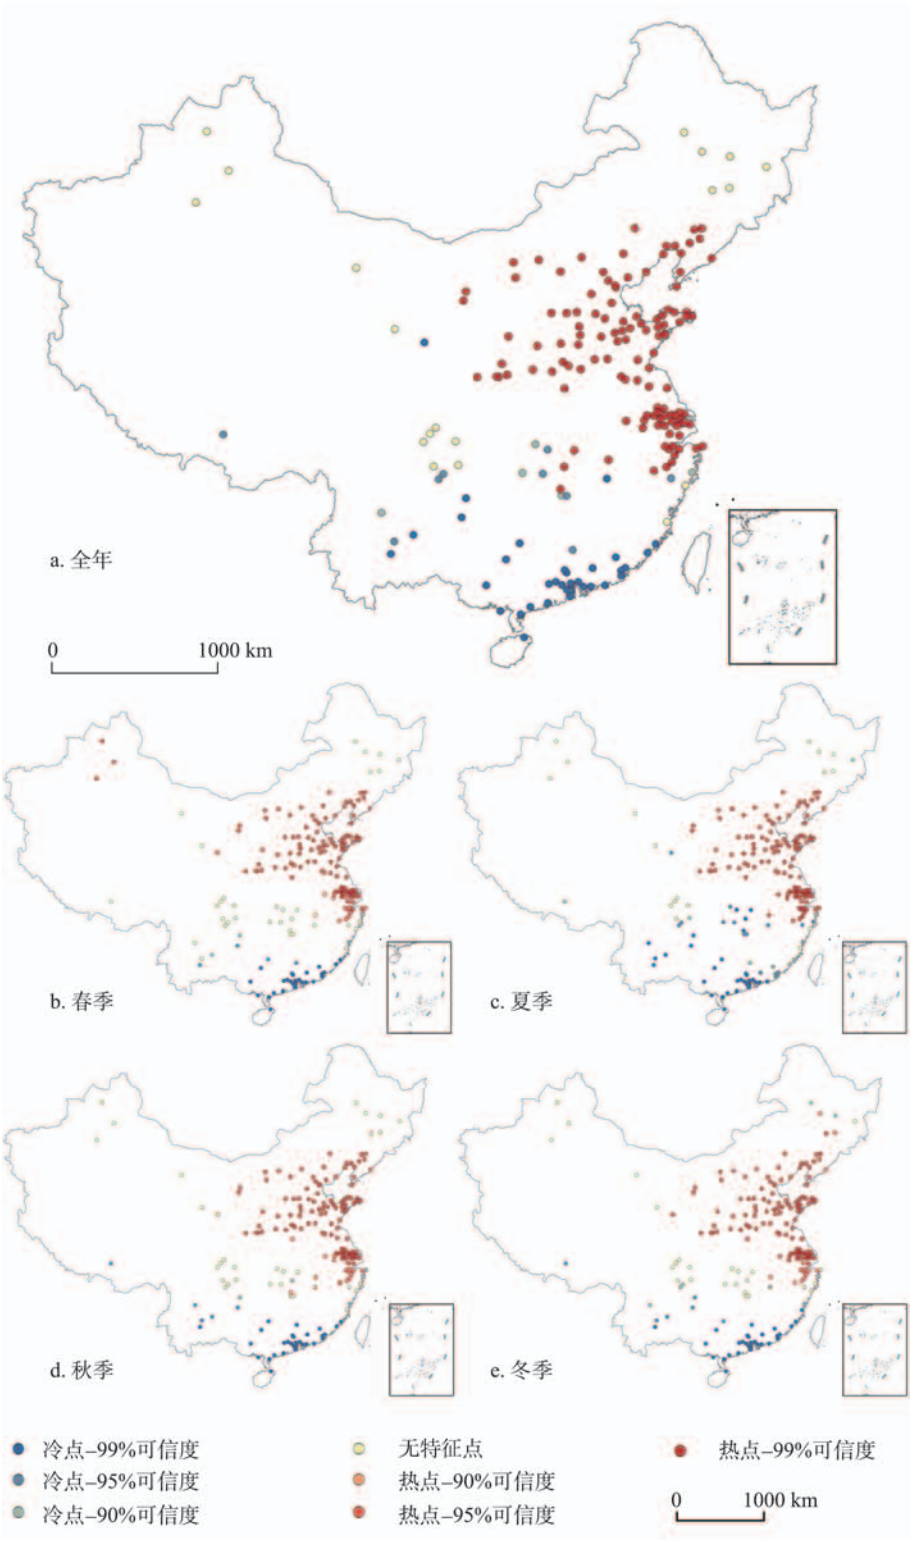 a. 全年
0 1000 km
b. 春季
c. 夏季
d. 秋季
e. 冬季
冷点–99%可信度
无特征点
热点–99%可信度
冷点–95%可信度
热点–90%可信度
冷点–90%可信度
热点–95%可信度
0 1000 km